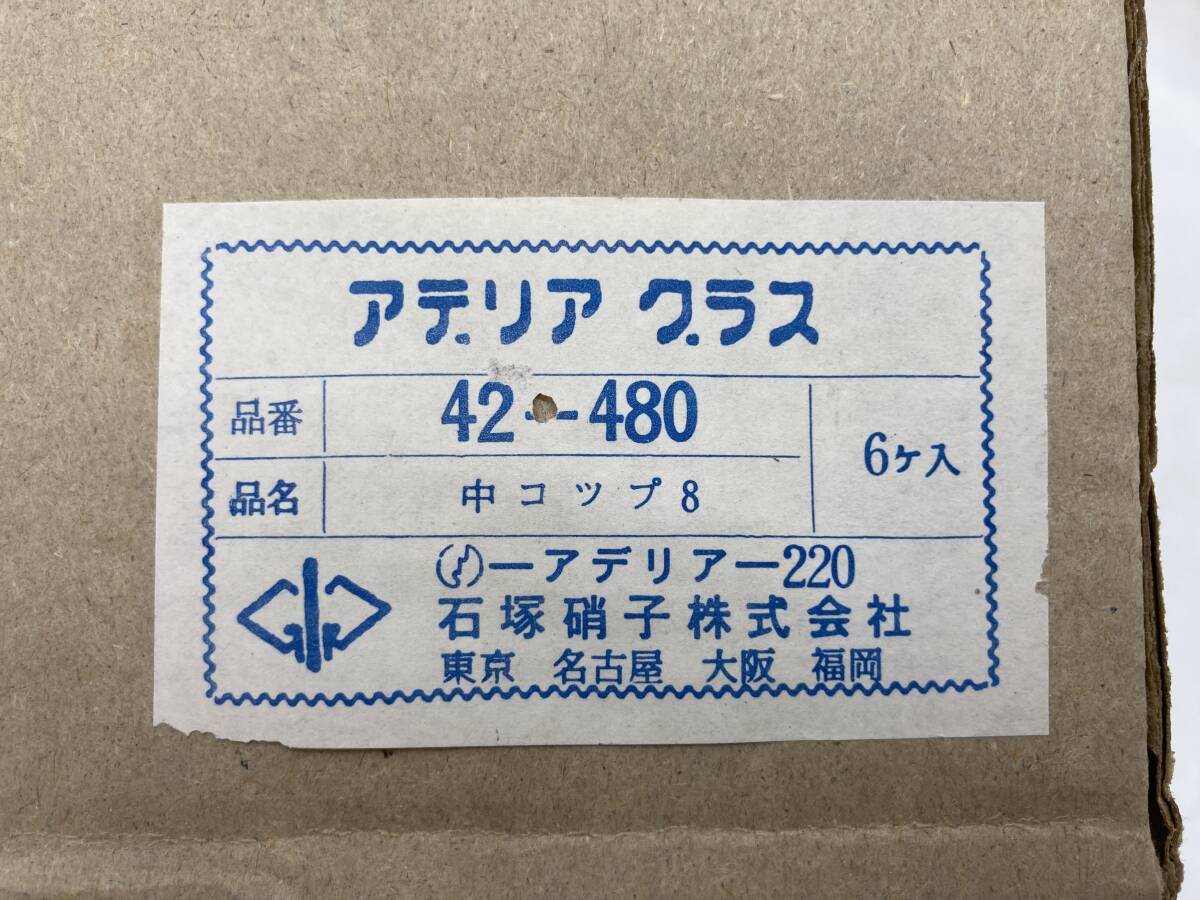 アデリア グラス
品番 42-480
6ヶ入
品名 中コップ8
ー アデリアー220
石塚硝子株式会社
東京 名古屋 大阪 福岡